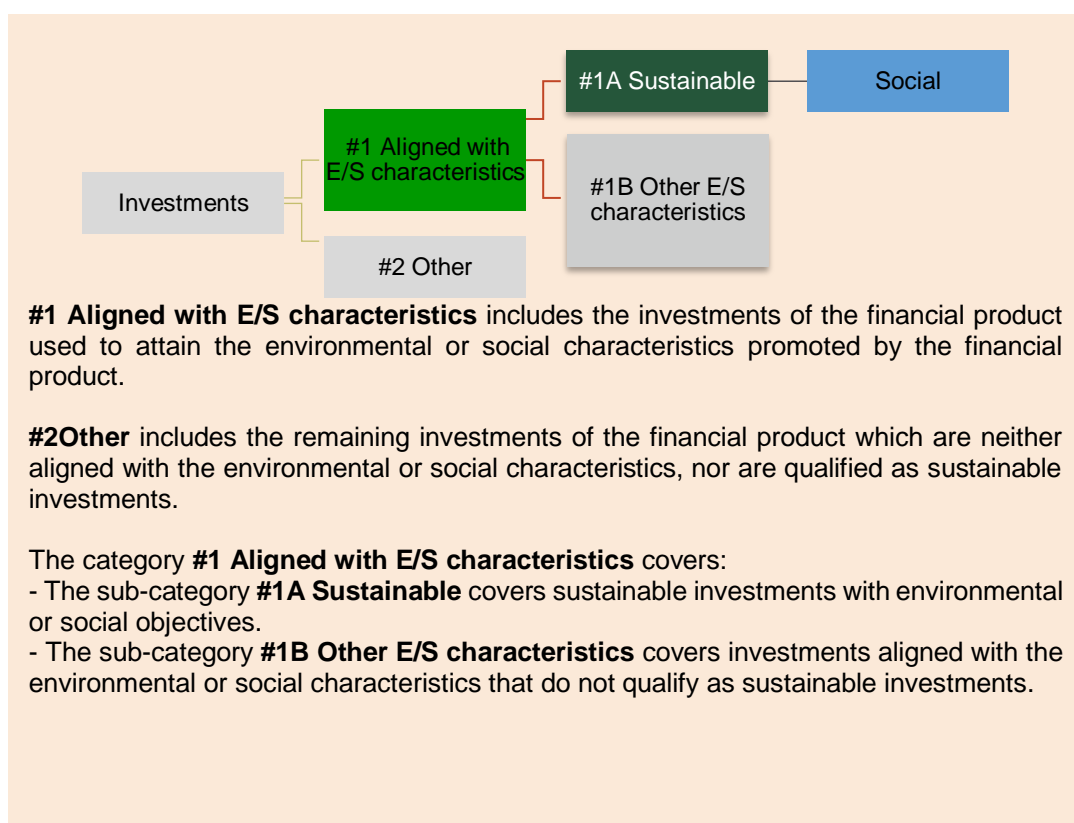 #1A Sustainable
Social
#1 Aligned with
E/S characteristics
#1B Other E/S
characteristics
Investments
#2 Other
#1 Aligned with E/S characteristics includes the investments of the financial product
used to attain the environmental or social characteristics promoted by the financial
product.
#2Other includes the remaining investments of the financial product which are neither
aligned with the environmental or social characteristics, nor are qualified as sustainable
investments.
The category #1 Aligned with E/S characteristics covers:
- The sub-category #1A Sustainable covers sustainable investments with environmental
or social objectives.
- The sub-category #1B Other E/S characteristics covers investments aligned with the
environmental or social characteristics that do not qualify as sustainable investments.